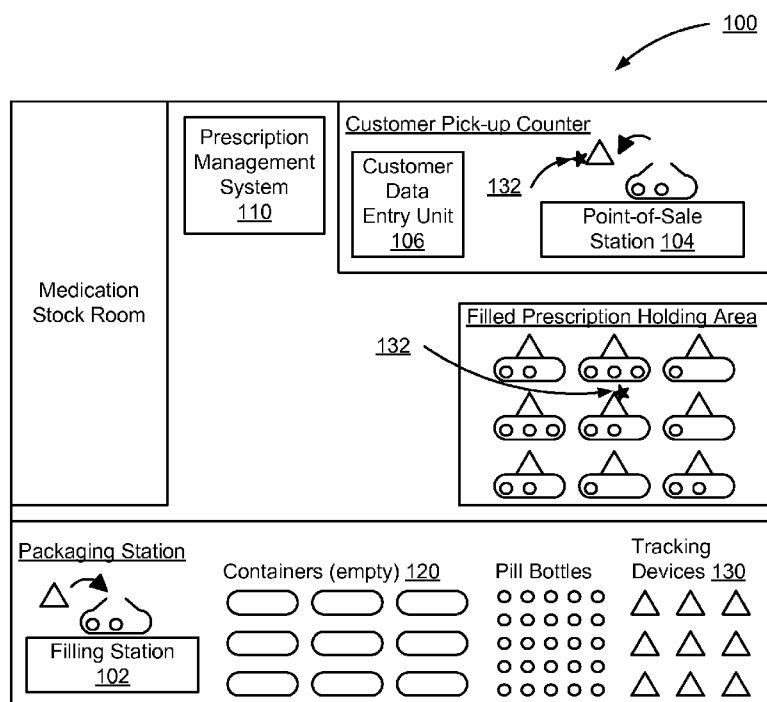 100
Customer Pick-up Counter
Prescription
Management
System
110
Customer
Data
Entry Unit
106
132
Point-of-Sale
Station 104
Medication
Stock Room
Filled Prescription Holding Area
132
Packaging Station
Filling Station
102
Containers (empty) 120
Pill Bottles
Tracking
Devices 130